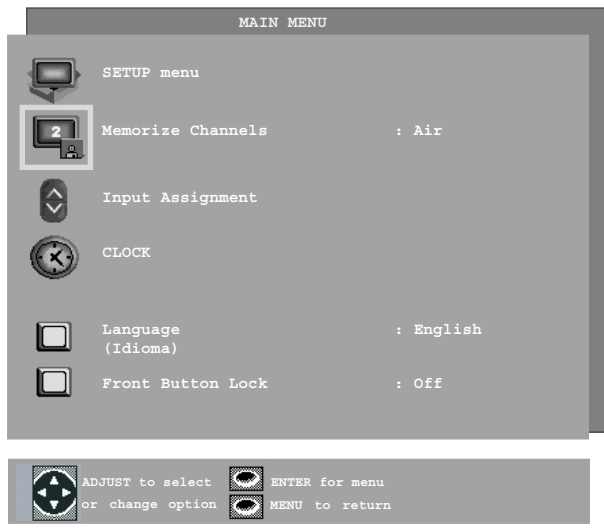 MAIN MENU
SETUP menu
2
Memorize Channels : Air
Input Assignment
CLOCK
Language : English
(Idioma)
Front Button Lock : Off
ADJUST to select ENTER for menu
or change option MENU to return